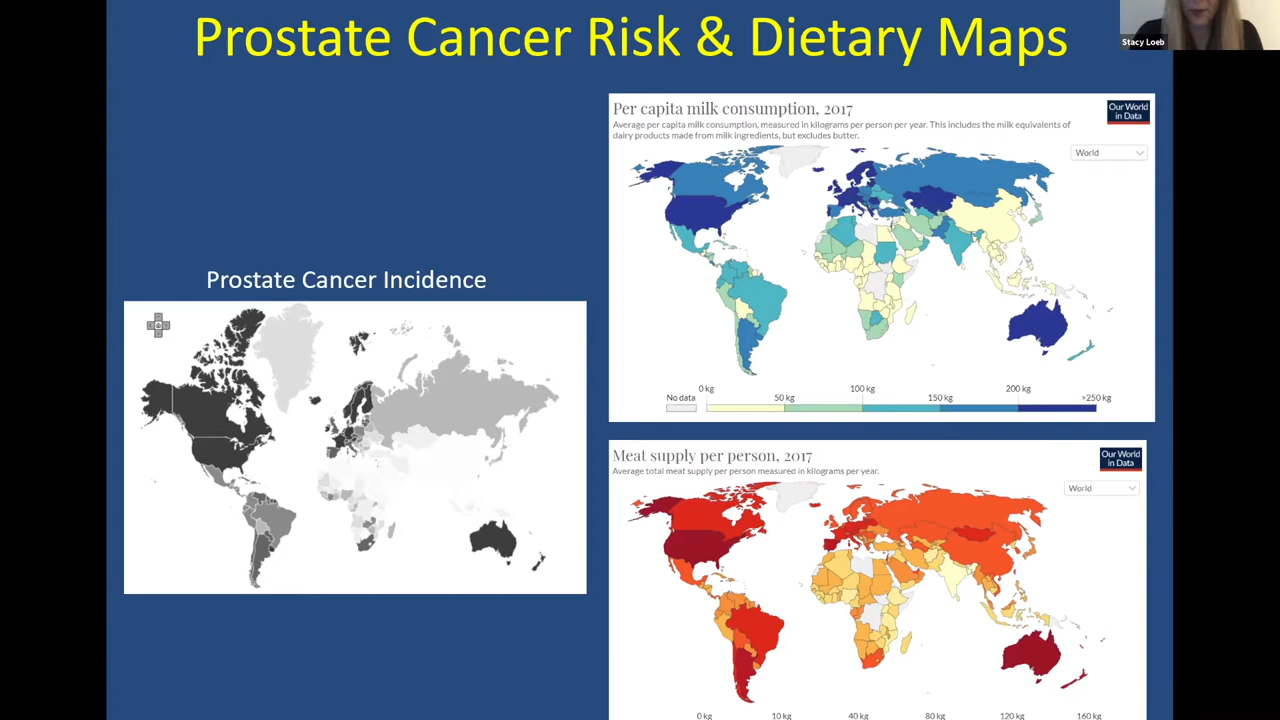 Prostate Cancer Risk & Dietary Maps
Stacy Loeb
Prostate Cancer Incidence
Per capita milk consumption, 2017
Average per capita milk consumption, measured in kilograms per person per year. This includes the milk equivalents of
dairy products made from milk ingredients, but excludes butter.
Our World
in Data
World
No data
0 kg
50 kg
100 kg
150 kg
200 kg
>250 kg
Meat supply per person, 2017
Average total meat supply per person measured in kilograms per year.
Our World
in Data
World
0 kg
10 kg
40 kg
80 kg
120 kg
160 kg